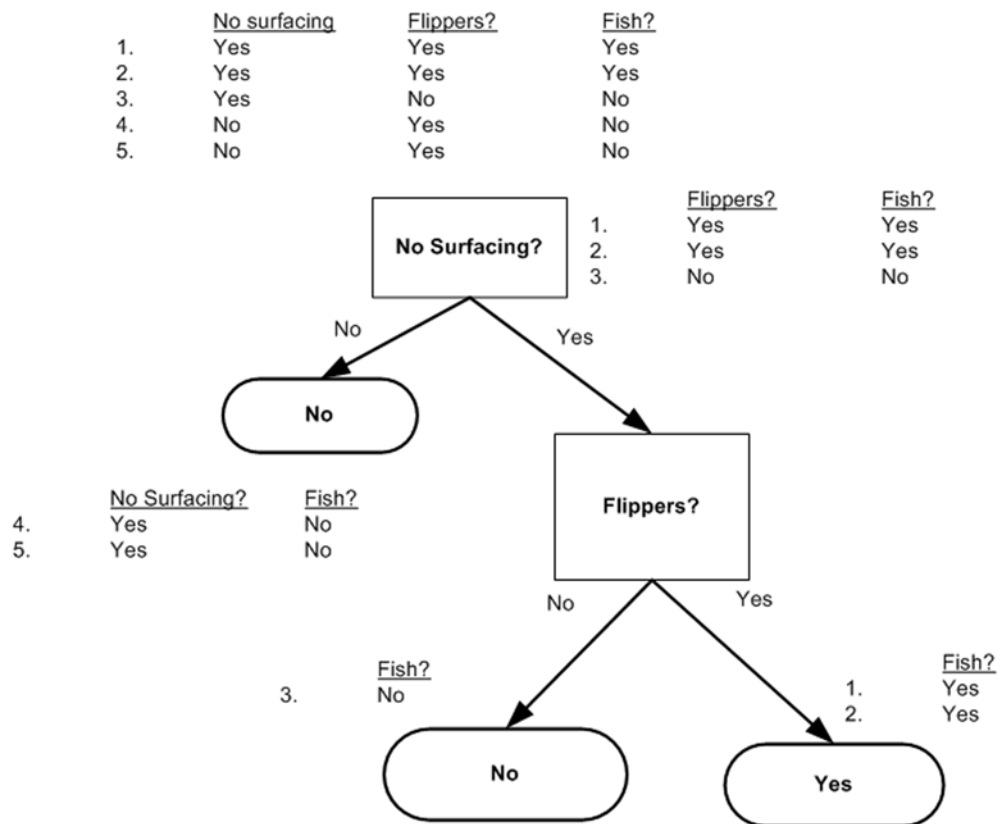 No surfacing Flippers? Fish?
1. Yes Yes Yes
2. Yes Yes Yes
3. Yes No No
4. No Yes No
5. No Yes No
Flippers? Fish?
1. Yes Yes
2. Yes Yes
3. No No
No Surfacing?
No
Yes
No
Flippers?
No Surfacing? Fish?
4. Yes No
5. Yes No
No
Yes
Fish?
3. No
Fish?
1. Yes
2. Yes
No
Yes